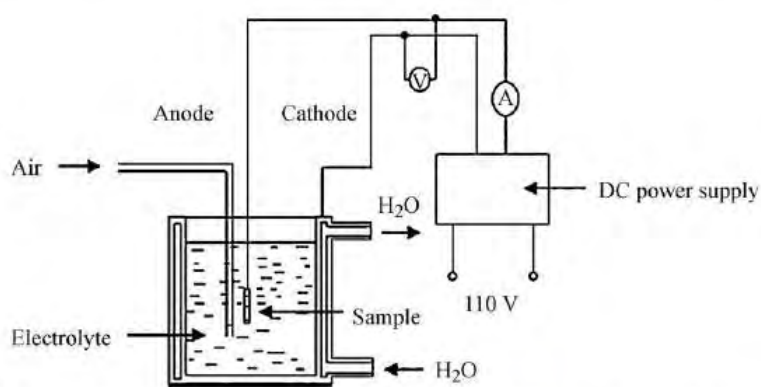 V
A
Anode
Cathode
Air
DC power supply
H₂O
110 V
Sample
Electrolyte
H₂O